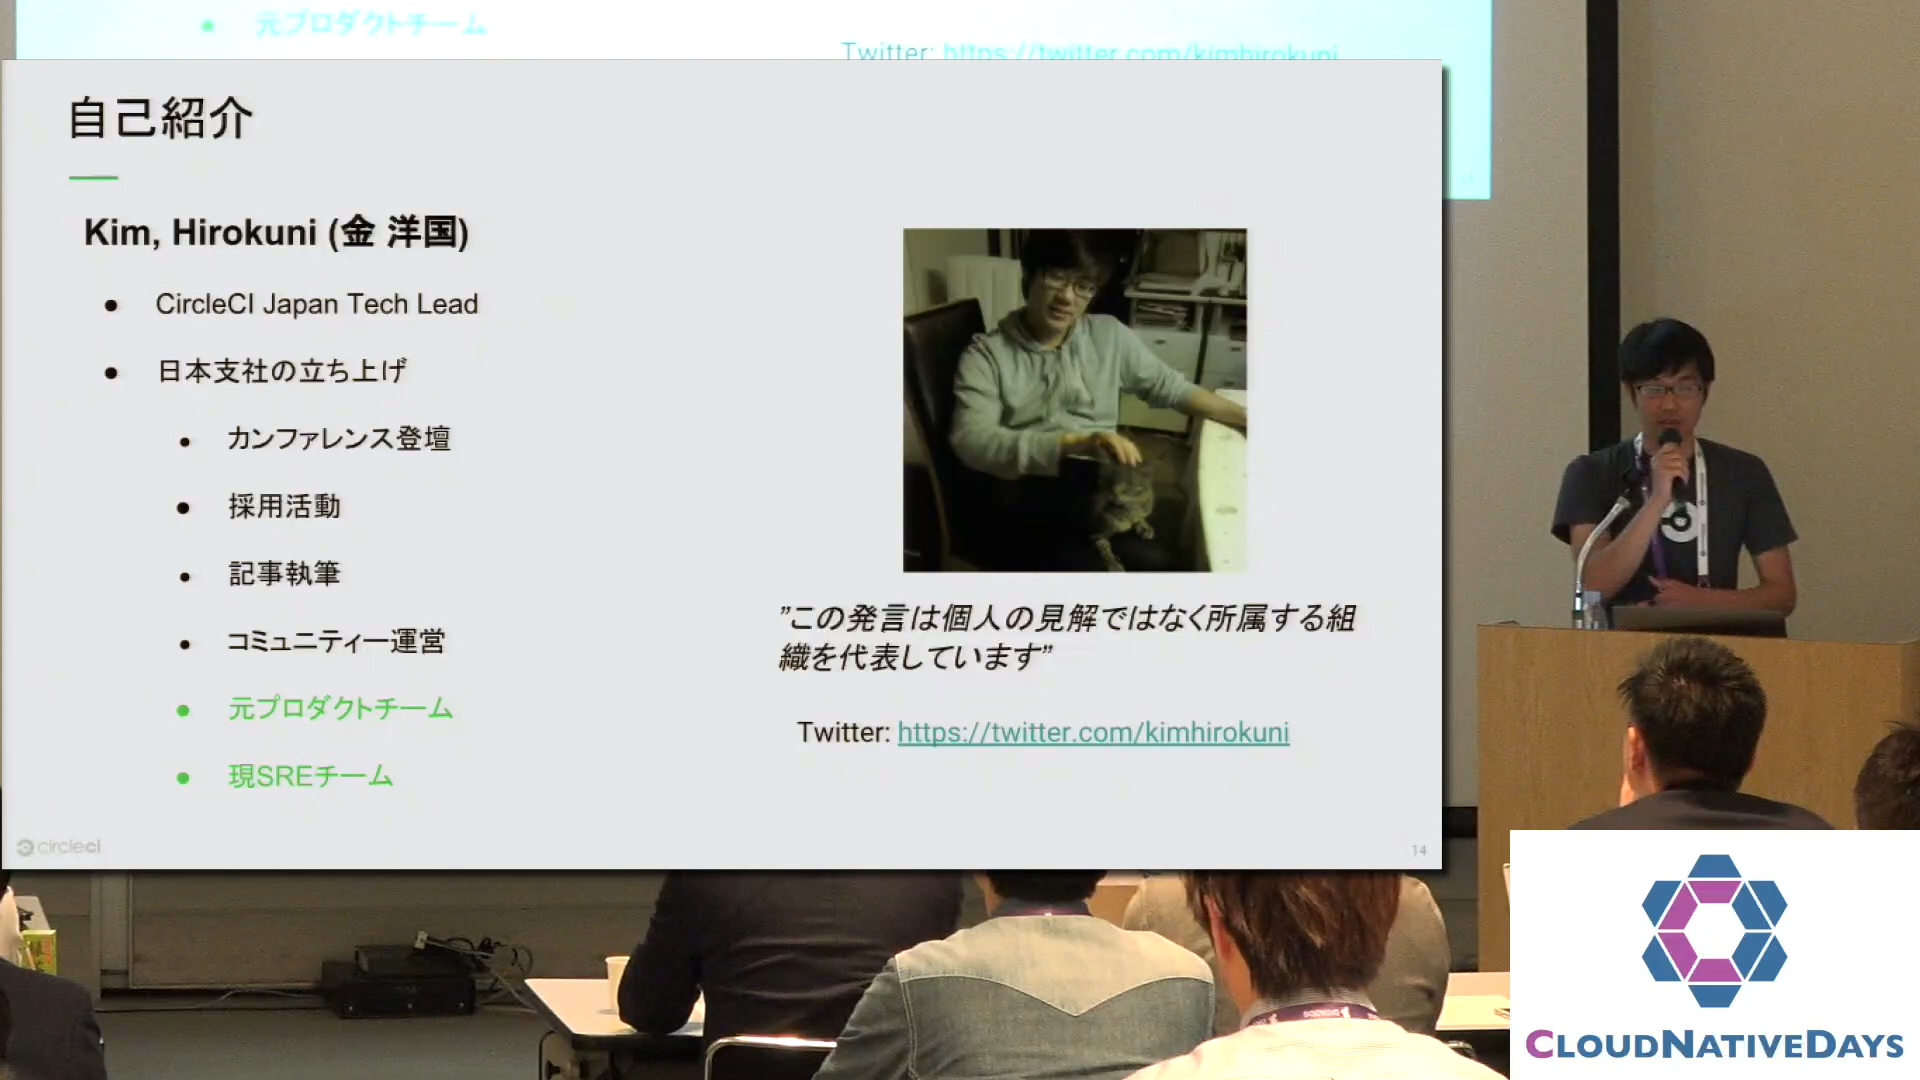 元プロダクトチーム
Twitter: https://twitter.com/kimhirokuni
自己紹介
Kim, Hirokuni (金 洋国)
● CircleCI Japan Tech Lead
● 日本支社の立ち上げ
● カンファレンス登壇
● 採用活動
● 記事執筆
● コミュニティー運営
● 元プロダクトチーム
● 現SREチーム
”この発言は個人の見解ではなく所属する組
織を代表しています”
Twitter: https://twitter.com/kimhirokuni
circleci
14
CLOUDNATIVEDAYS